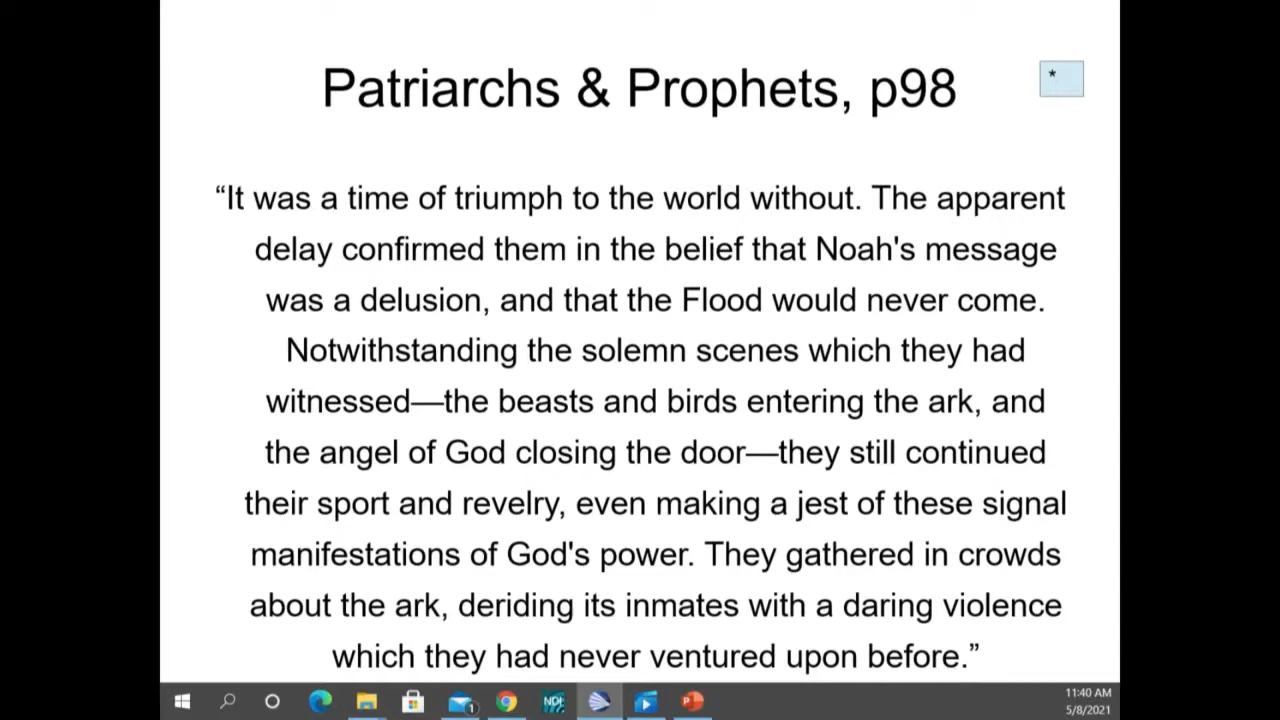 Patriarchs & Prophets, p98
*
“It was a time of triumph to the world without. The apparent
delay confirmed them in the belief that Noah's message
was a delusion, and that the Flood would never come.
Notwithstanding the solemn scenes which they had
witnessed—the beasts and birds entering the ark, and
the angel of God closing the door—they still continued
their sport and revelry, even making a jest of these signal
manifestations of God's power. They gathered in crowds
about the ark, deriding its inmates with a daring violence
which they had never ventured upon before.”
NDI
1
P
11:40 AM
5/8/2021